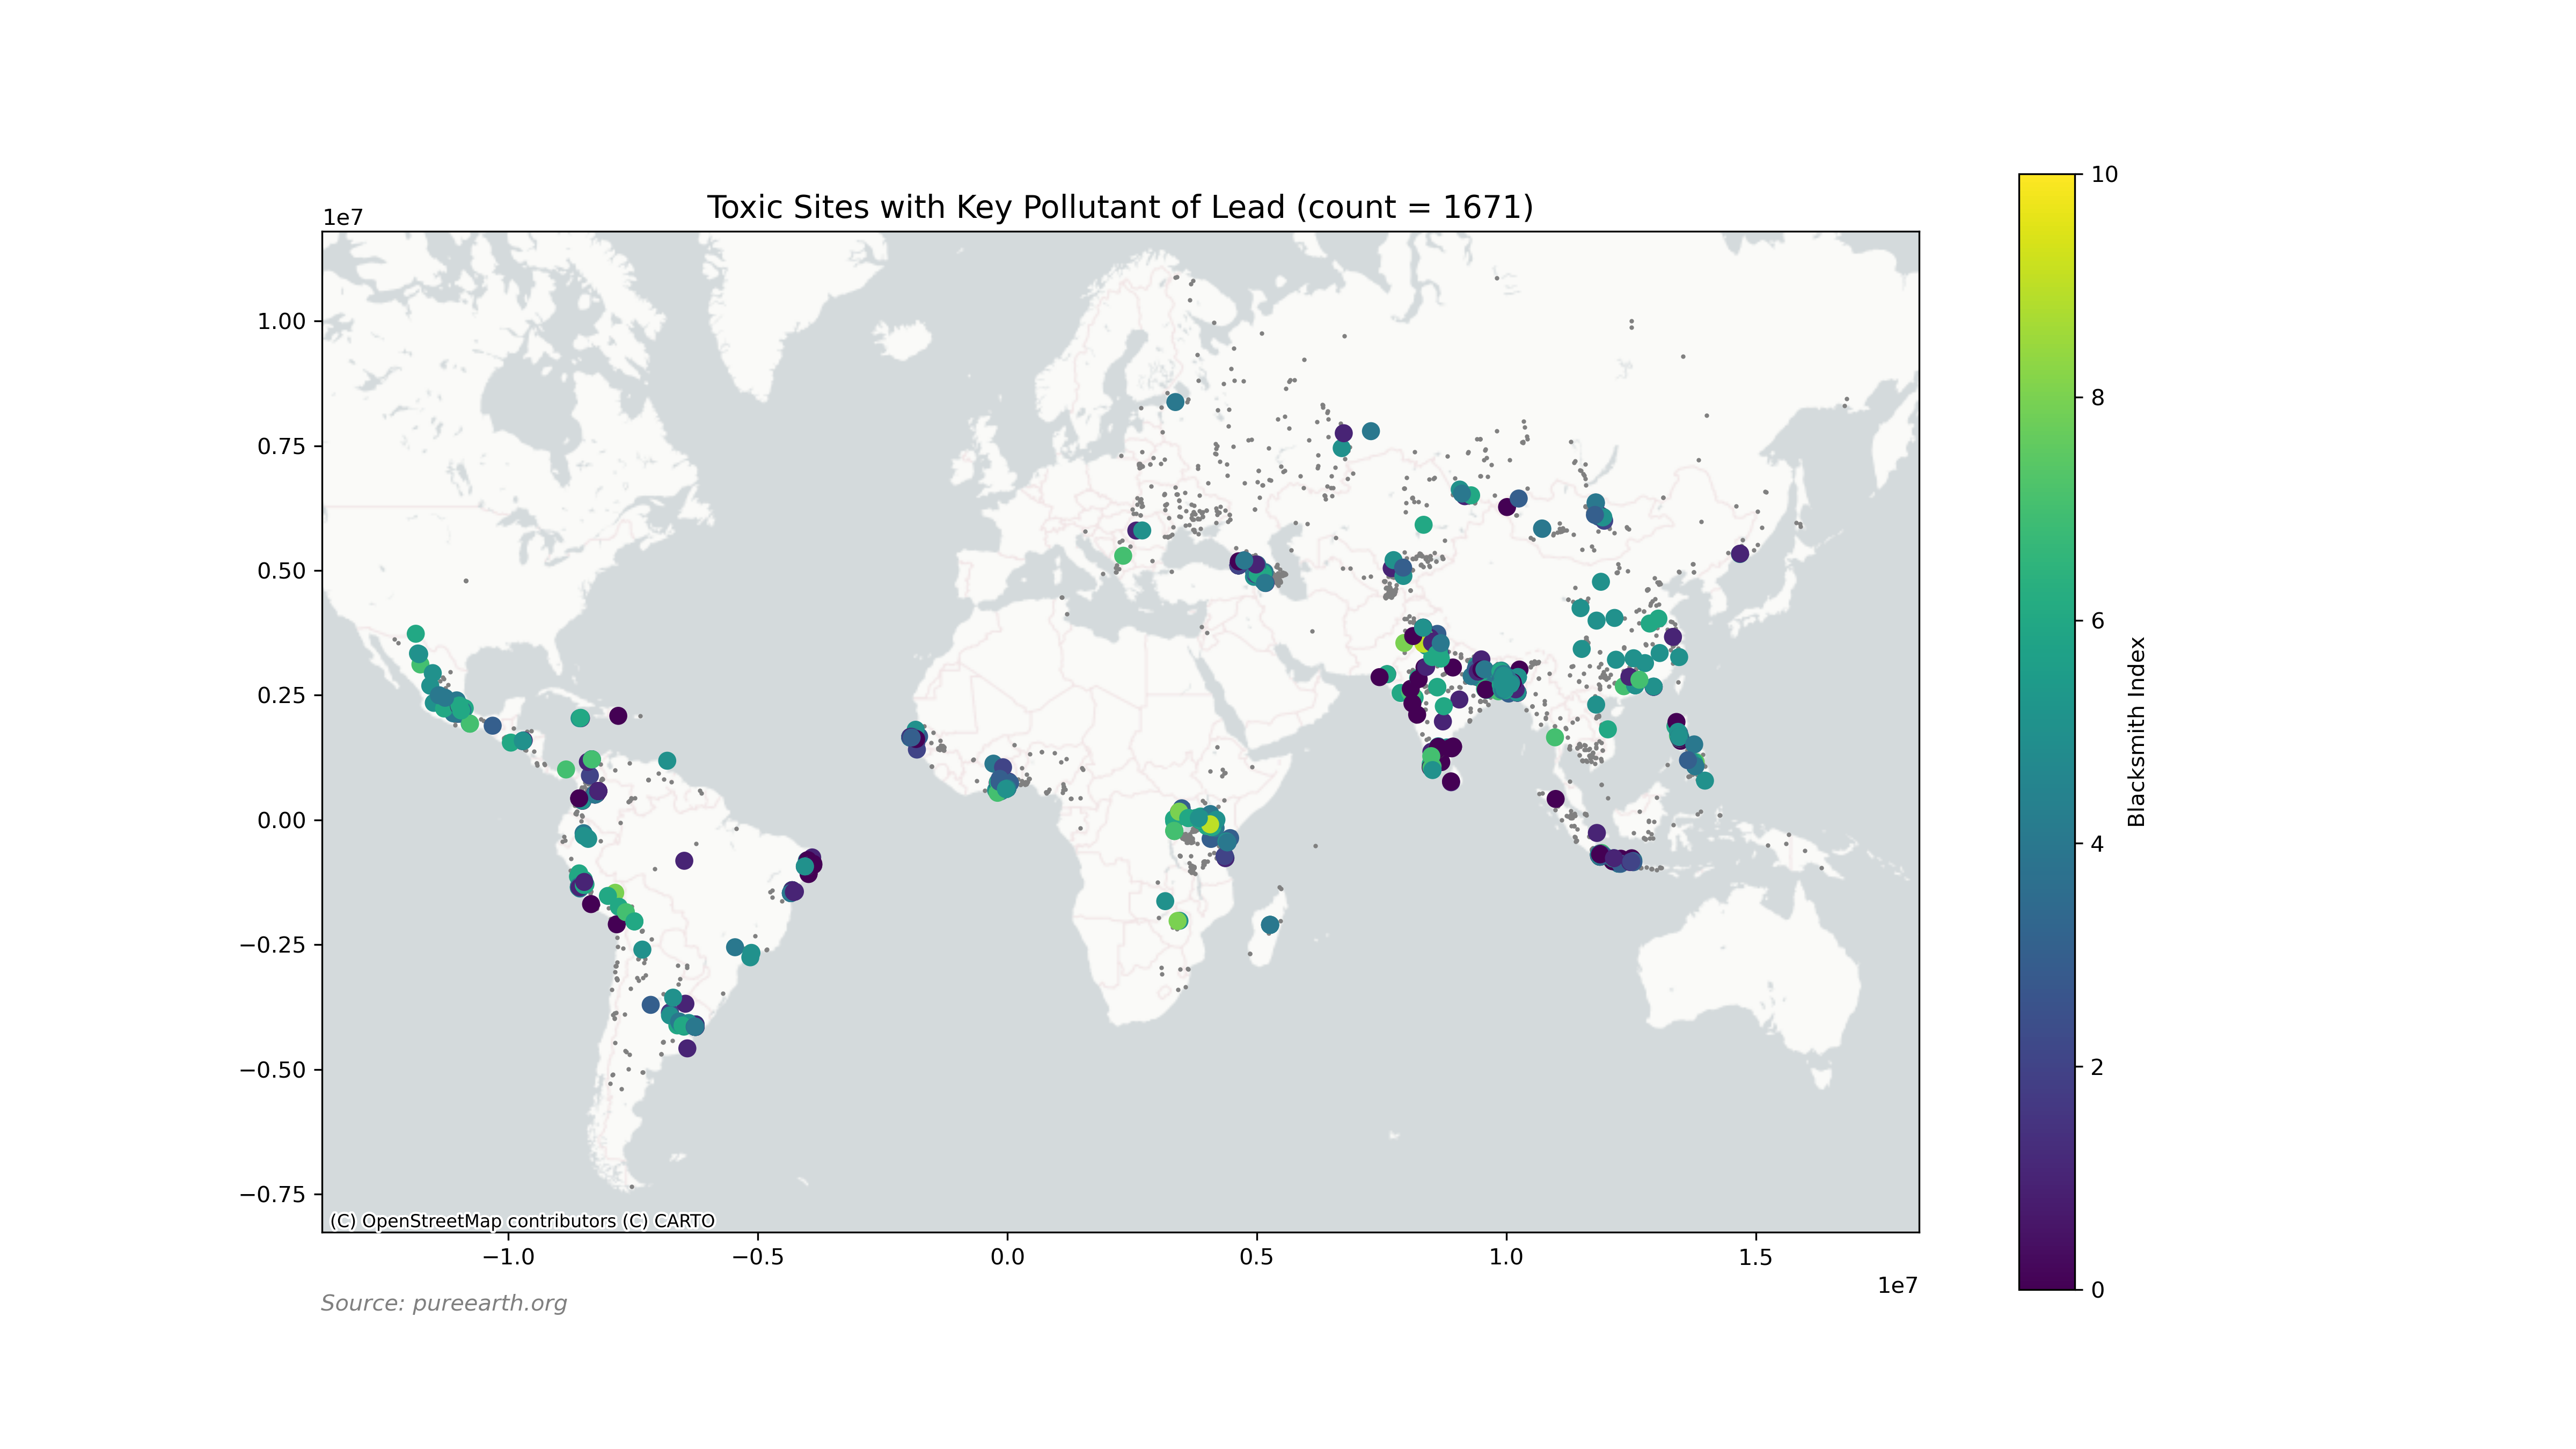 Toxic Sites with Key Pollutant of Lead (count = 1671)
1e7
1.00
0.75
0.50
0.25
0.00
−0.25
−0.50
−0.75
(C) OpenStreetMap contributors (C) CARTO
−1.0 −0.5 0.0 0.5 1.0 1.5
1e7
Source: pureearth.org
10
8
6
4
2
0
Blacksmith Index